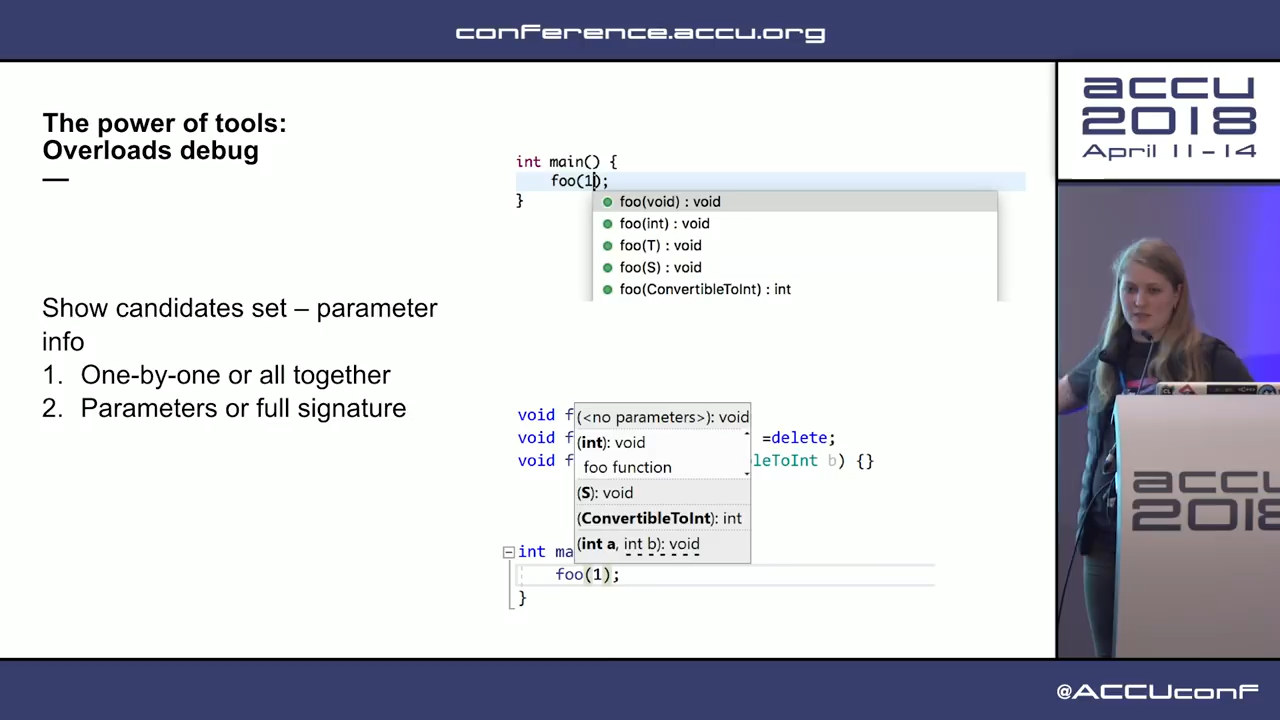 conference.accu.org
The power of tools:
Overloads debug
Show candidates set – parameter
info
1. One-by-one or all together
2. Parameters or full signature
int main() {
foo(1);
}
foo(void) : void
foo(int) : void
foo(T) : void
foo(S) : void
foo(ConvertibleToInt) : int
void f
void f =delete;
void f leToInt b) {}
(<no parameters>): void
(int): void
foo function
(S): void
(ConvertibleToInt): int
(int a, int b): void
int ma
foo(1);
}
accu
2018
April 11-14
accu
2018
@ACCUconf